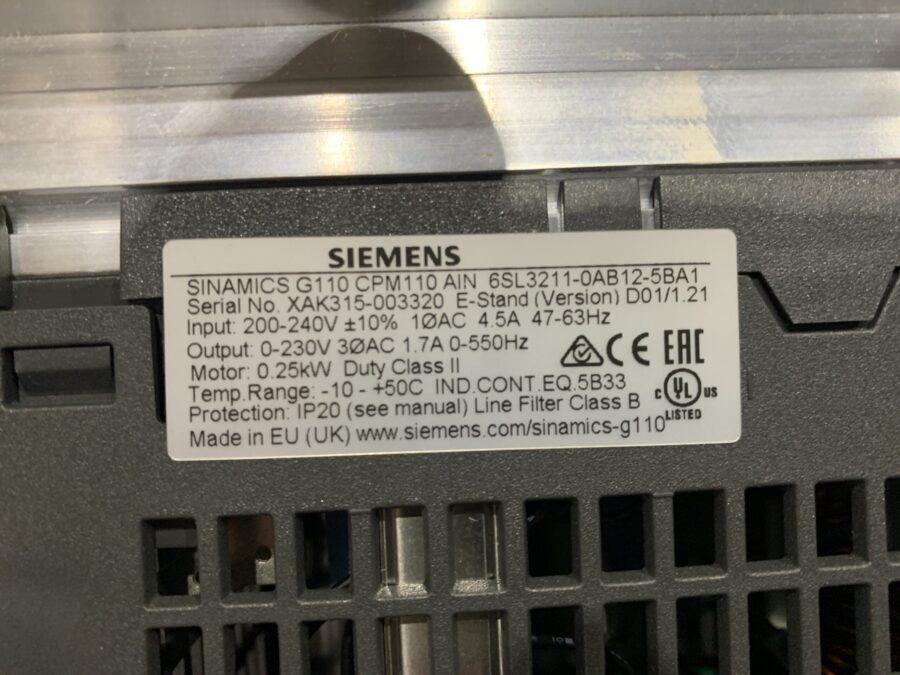 SIEMENS
SINAMICS G110 CPM110 AIN 6SL3211-0AB12-5BA1
Serial No. XAK315-003320 E-Stand (Version) D01/1.21
Input: 200-240V ±10% 1ØAC 4.5A 47-63Hz
Output: 0-230V 3ØAC 1.7A 0-550Hz
Motor: 0.25kW Duty Class II
Temp.Range: -10 - +50C IND.CONT.EQ.5B33
Protection: IP20 (see manual) Line Filter Class B
Made in EU (UK) www.siemens.com/sinamics-g110
CE EAC
C UL US
LISTED